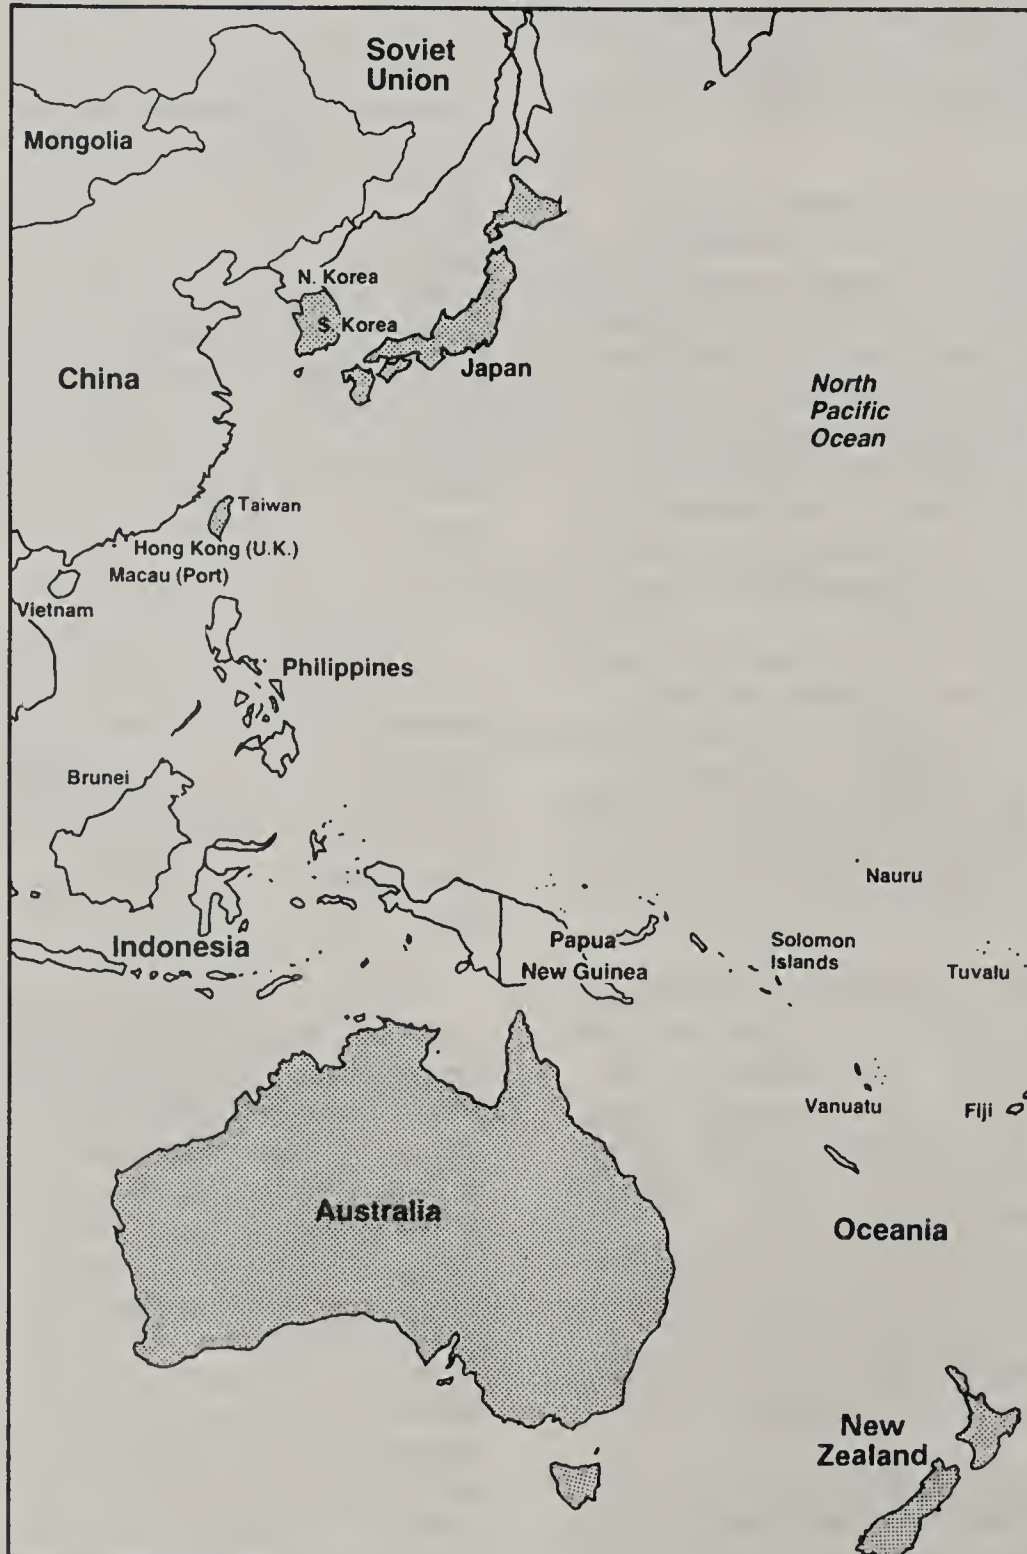 Soviet
Union
Mongolia
N. Korea
S. Korea
Japan
China
North
Pacific
Ocean
Taiwan
Hong Kong (U.K.)
Macau (Port)
Vietnam
Philippines
Brunei
Nauru
Indonesia
Papua
New Guinea
Solomon
Islands
Tuvalu
Vanuatu
Fiji
Australia
Oceania
New
Zealand